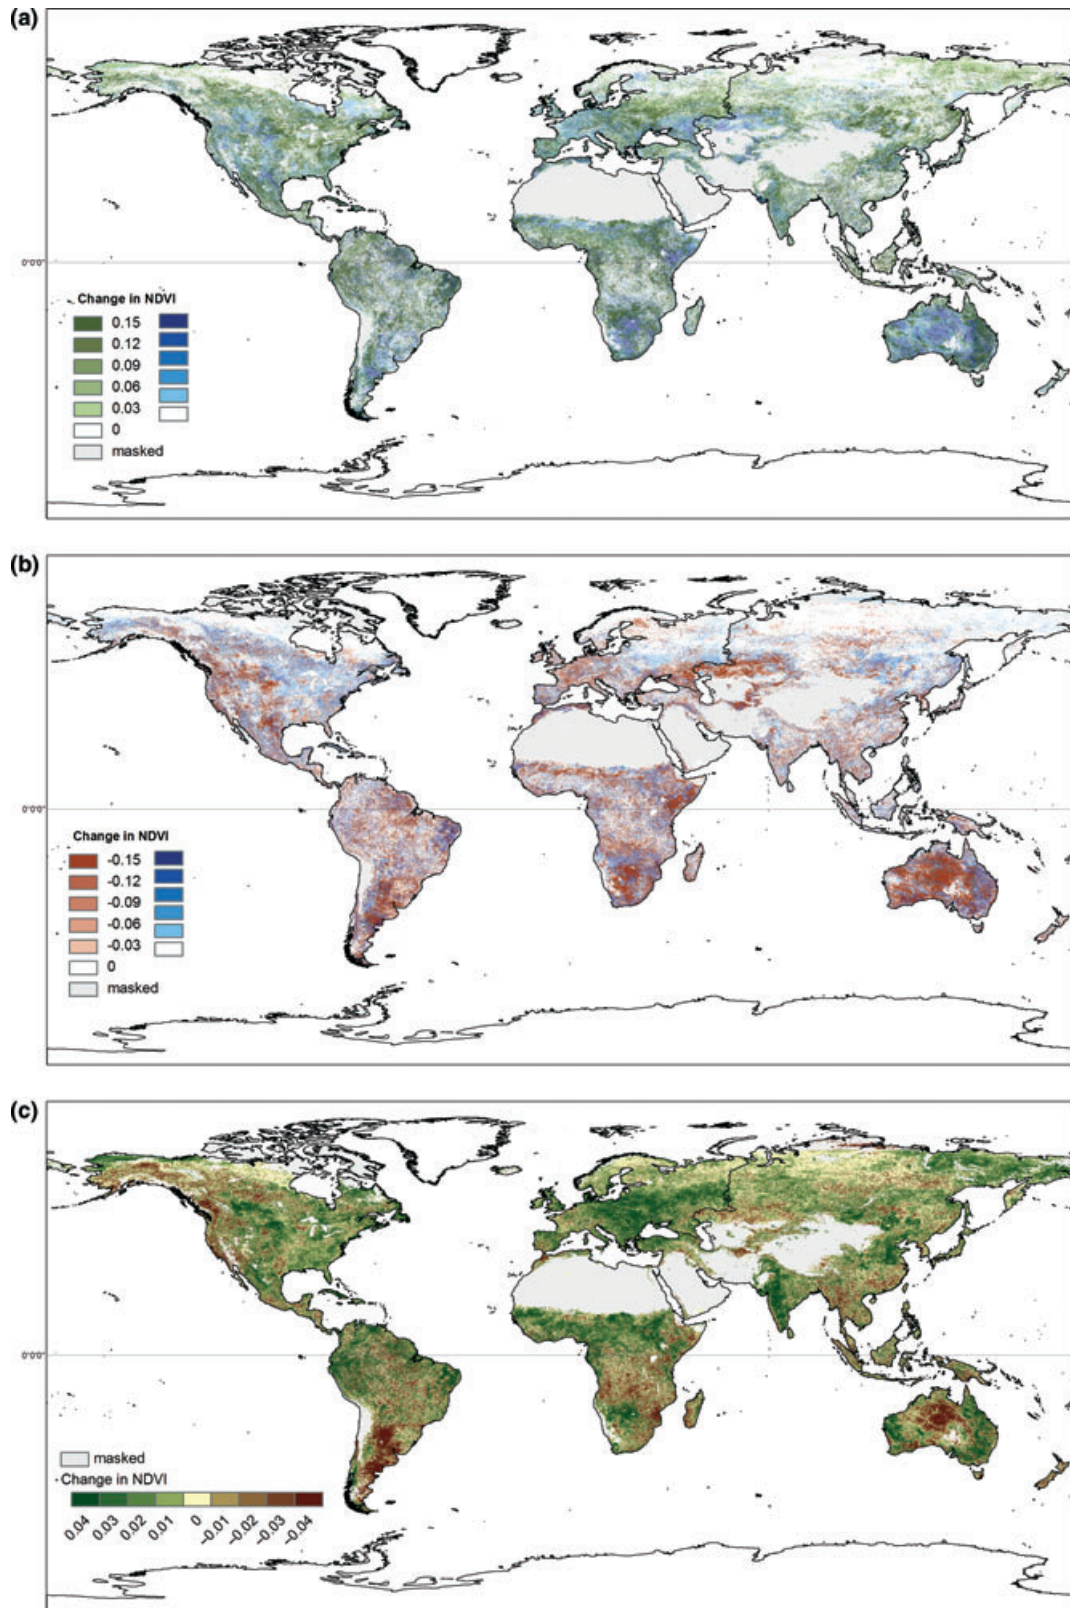 (a)
0°0'0"
Change in NDVI
0.15
0.12
0.09
0.06
0.03
0
masked
(b)
0°0'0"
Change in NDVI
-0.15
-0.12
-0.09
-0.06
-0.03
0
masked
(c)
0°0'0"
masked
Change in NDVI
0.04 0.03 0.02 0.01 0 -0.01 -0.02 -0.03 -0.04